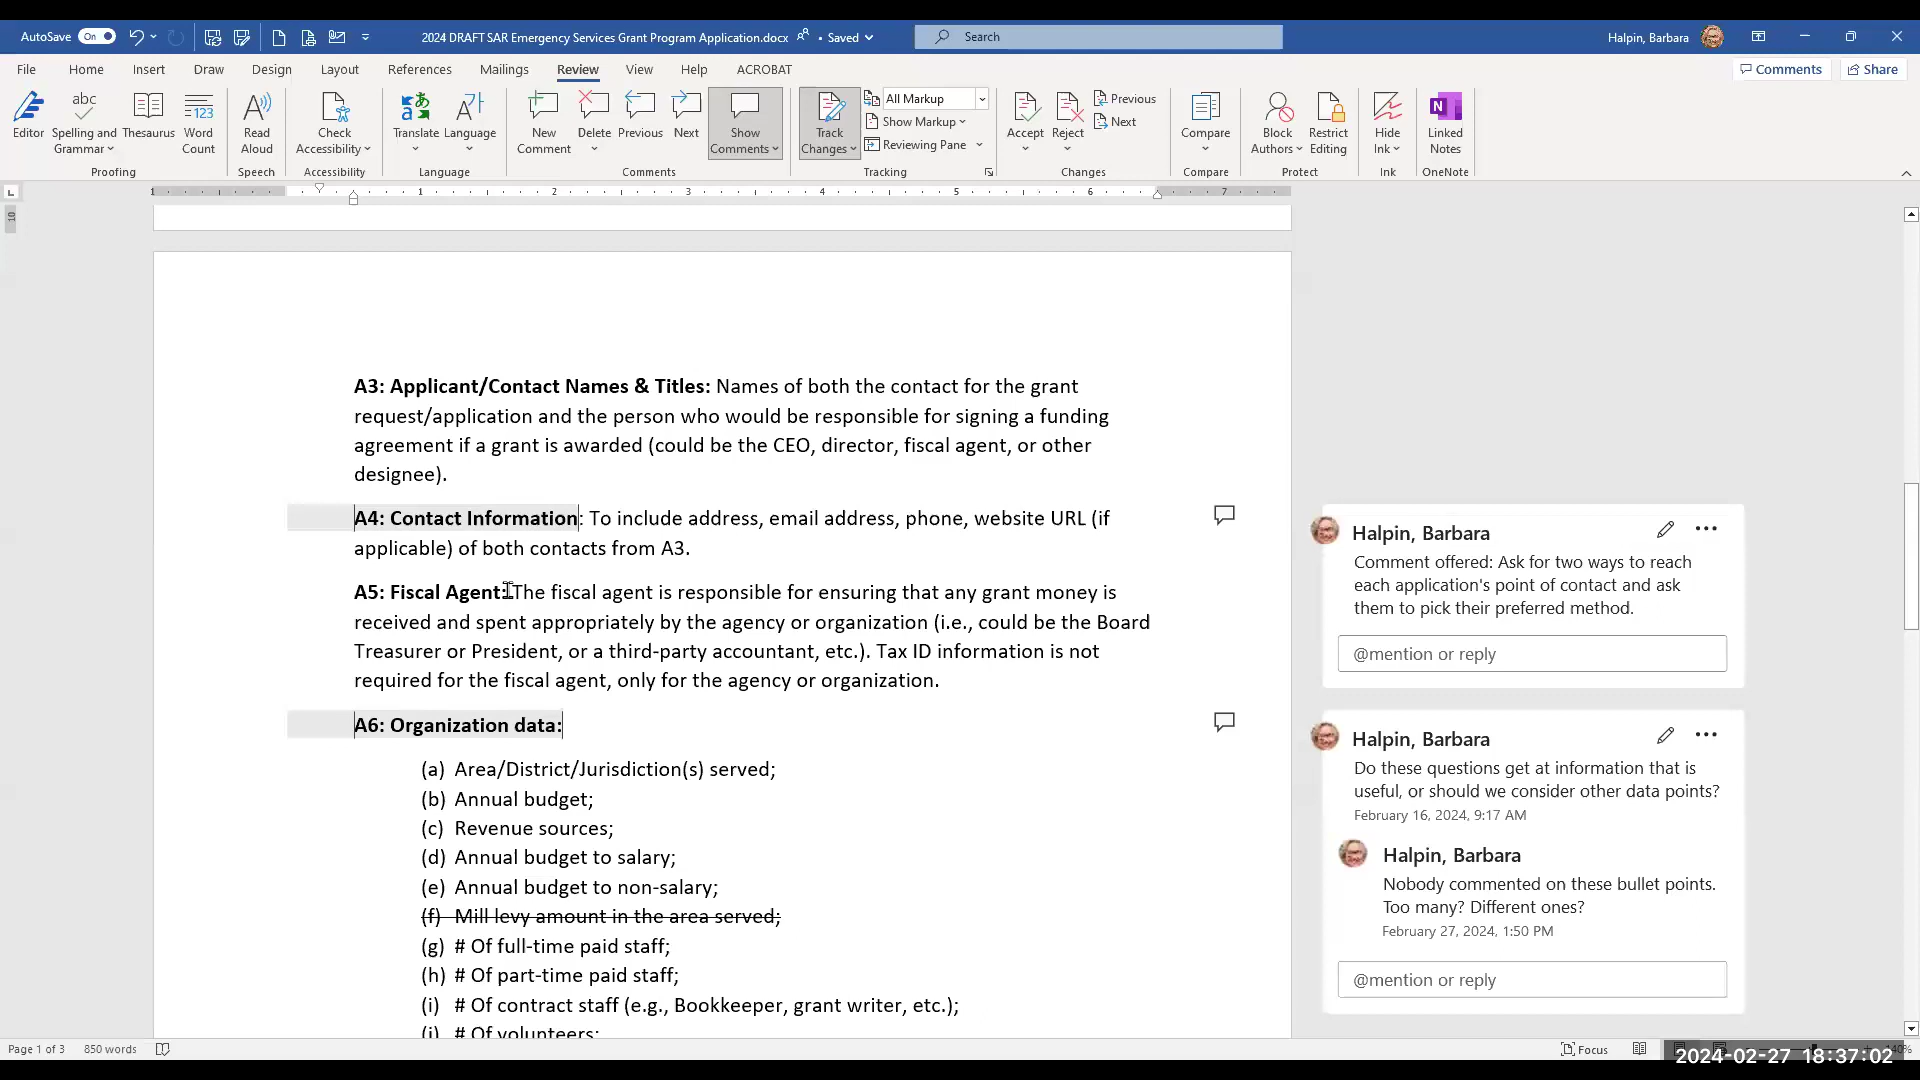 AutoSave On 2024 DRAFT SAR Emergency Services Grant Program Application.docx • Saved Search Halpin, Barbara
File Home Insert Draw Design Layout References Mailings Review View Help ACROBAT Comments Share
Editor
Spelling and
Grammar
Thesaurus
Word
Count
Proofing
Read
Aloud
Speech
Check
Accessibility
Accessibility
Translate
Language
Language
New
Comment
Delete
Previous
Next
Show
Comments
Comments
Track
Changes
All Markup
Show Markup
Reviewing Pane
Tracking
Accept
Reject
Previous
Next
Changes
Compare
Compare
Block
Authors
Restrict
Editing
Protect
Hide
Ink
Ink
Linked
Notes
OneNote
1 1 2 3 4 5 6 7
10
A3: Applicant/Contact Names & Titles: Names of both the contact for the grant
request/application and the person who would be responsible for signing a funding
agreement if a grant is awarded (could be the CEO, director, fiscal agent, or other
designee).
A4: Contact Information: To include address, email address, phone, website URL (if
applicable) of both contacts from A3.
A5: Fiscal Agent: The fiscal agent is responsible for ensuring that any grant money is
received and spent appropriately by the agency or organization (i.e., could be the Board
Treasurer or President, or a third-party accountant, etc.). Tax ID information is not
required for the fiscal agent, only for the agency or organization.
A6: Organization data:
(a) Area/District/Jurisdiction(s) served;
(b) Annual budget;
(c) Revenue sources;
(d) Annual budget to salary;
(e) Annual budget to non-salary;
(f) Mill levy amount in the area served;
(g) # Of full-time paid staff;
(h) # Of part-time paid staff;
(i) # Of contract staff (e.g., Bookkeeper, grant writer, etc.);
(j) # Of volunteers;
Halpin, Barbara
Comment offered: Ask for two ways to reach
each application's point of contact and ask
them to pick their preferred method.
@mention or reply
Halpin, Barbara
Do these questions get at information that is
useful, or should we consider other data points?
February 16, 2024, 9:17 AM
Halpin, Barbara
Nobody commented on these bullet points.
Too many? Different ones?
February 27, 2024, 1:50 PM
@mention or reply
Page 1 of 3 850 words Focus 140%
2024-02-27 18:37:02